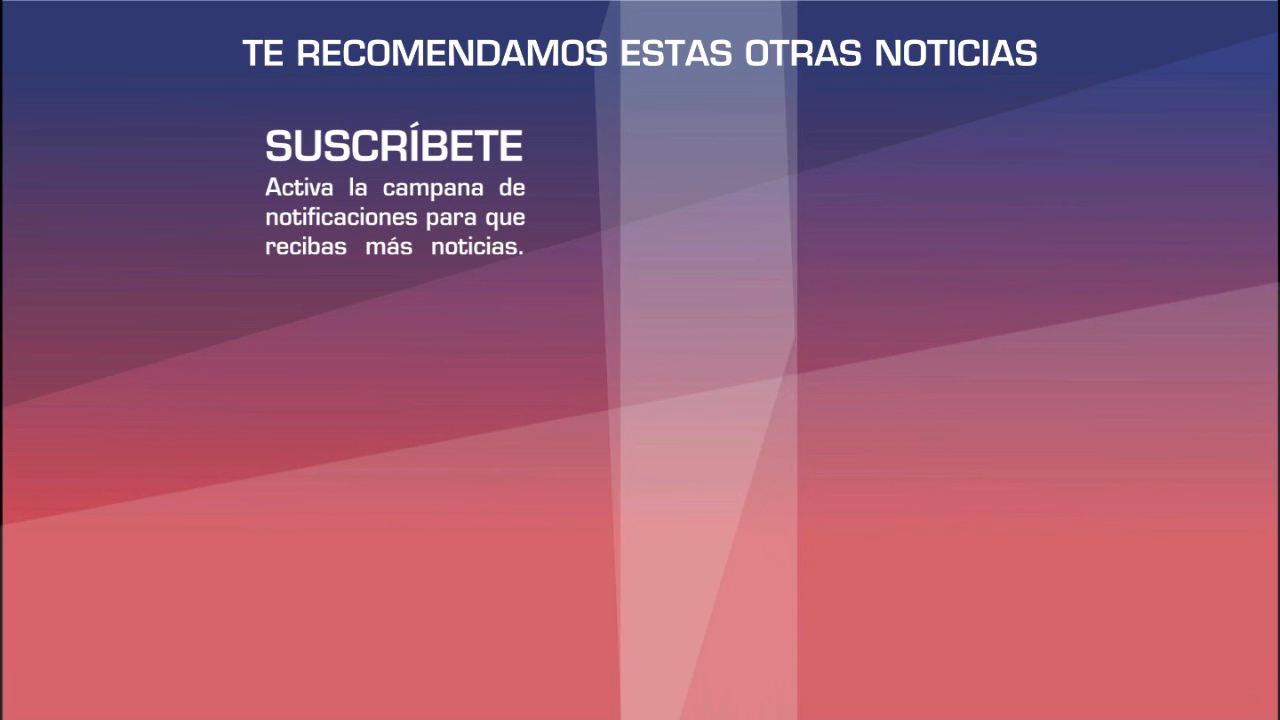 TE RECOMENDAMOS ESTAS OTRAS NOTICIAS
SUSCRÍBETE
Activa la campana de
notificaciones para que
recibas más noticias.